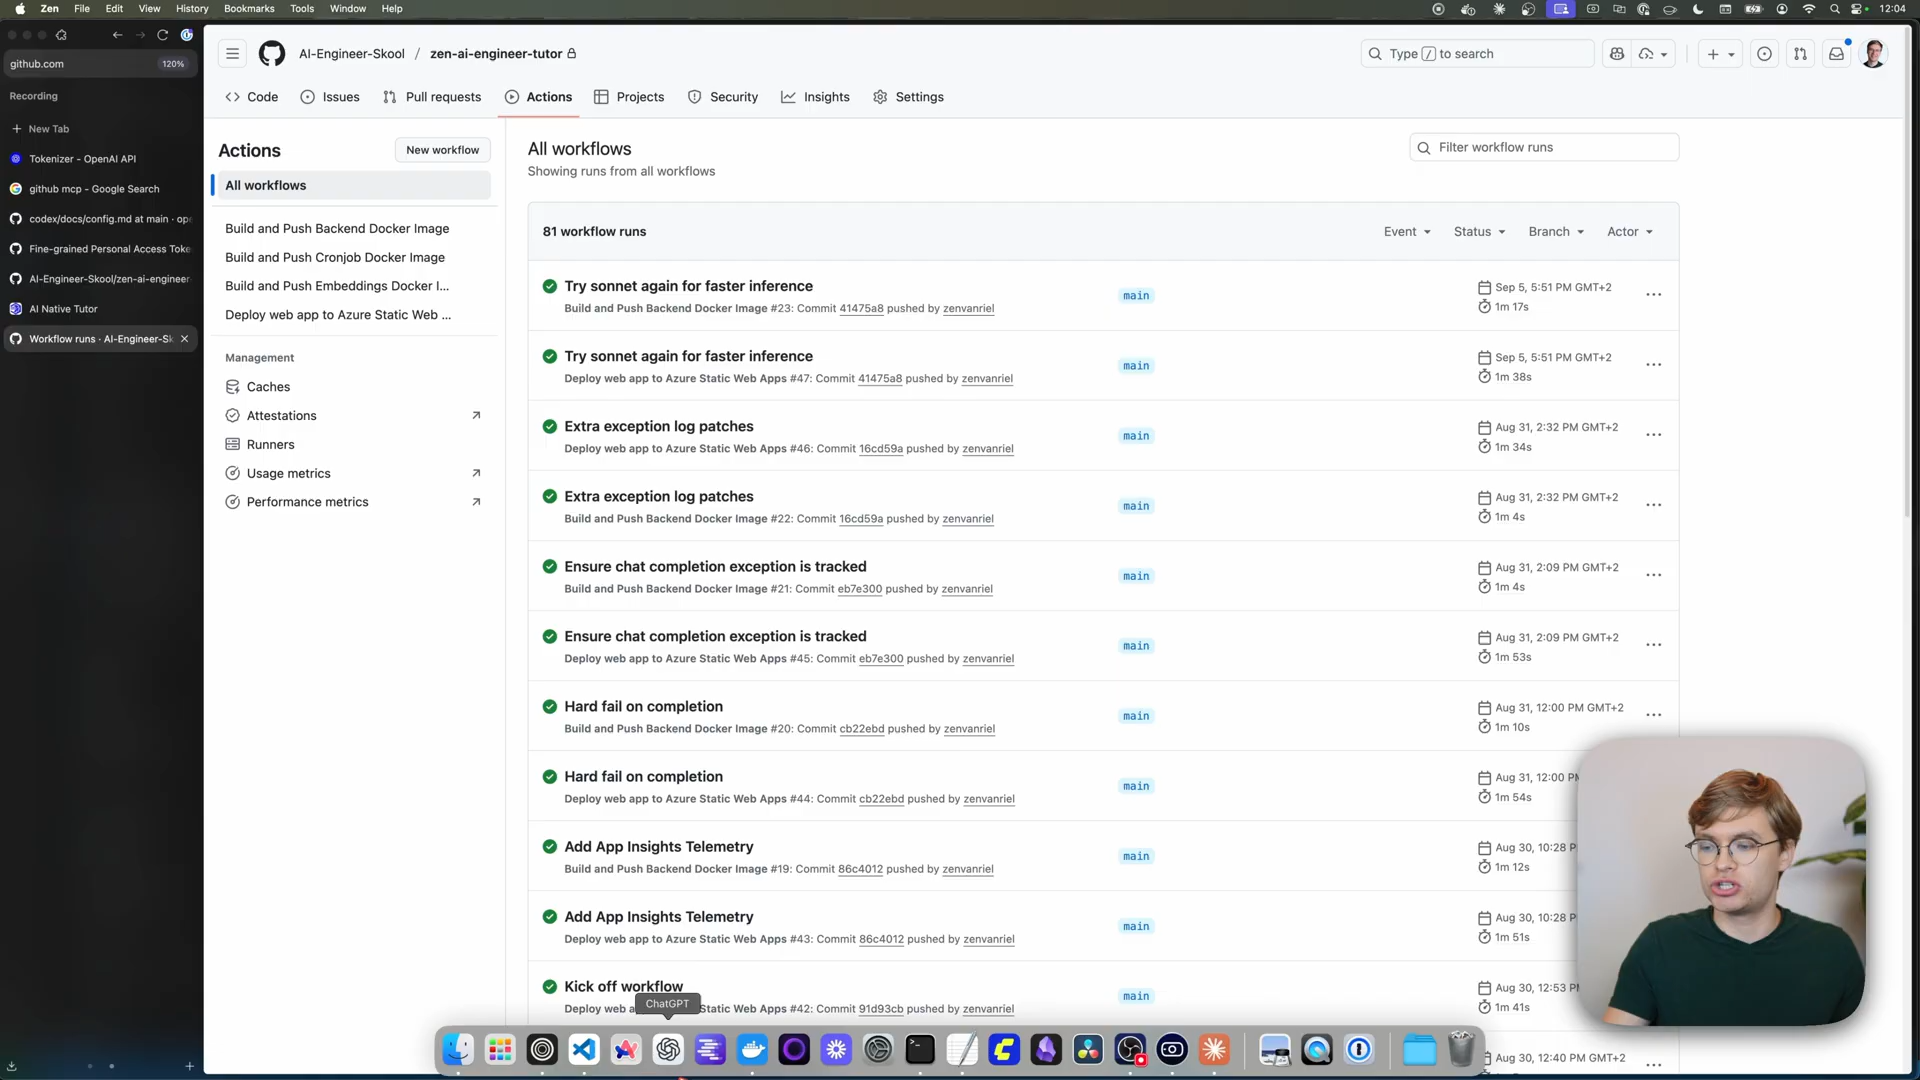 Zen File Edit View History Bookmarks Tools Window Help 12:04
github.com 120%
Recording
New Tab
Tokenizer - OpenAI API
github mcp - Google Search
codex/docs/config.md at main · ope
Fine-grained Personal Access Toke
AI-Engineer-Skool/zen-ai-engineer-
AI Native Tutor
Workflow runs · AI-Engineer-Sk
AI-Engineer-Skool / zen-ai-engineer-tutor
Type / to search
Code Issues Pull requests Actions Projects Security Insights Settings
Actions
New workflow
All workflows
Build and Push Backend Docker Image
Build and Push Cronjob Docker Image
Build and Push Embeddings Docker I...
Deploy web app to Azure Static Web ...
Management
Caches
Attestations
Runners
Usage metrics
Performance metrics
All workflows
Showing runs from all workflows
Filter workflow runs
81 workflow runs
Event Status Branch Actor
Try sonnet again for faster inference
Build and Push Backend Docker Image #23: Commit 41475a8 pushed by zenvanriel
main
Sep 5, 5:51 PM GMT+2
1m 17s
Try sonnet again for faster inference
Deploy web app to Azure Static Web Apps #47: Commit 41475a8 pushed by zenvanriel
main
Sep 5, 5:51 PM GMT+2
1m 38s
Extra exception log patches
Deploy web app to Azure Static Web Apps #46: Commit 16cd59a pushed by zenvanriel
main
Aug 31, 2:32 PM GMT+2
1m 34s
Extra exception log patches
Build and Push Backend Docker Image #22: Commit 16cd59a pushed by zenvanriel
main
Aug 31, 2:32 PM GMT+2
1m 4s
Ensure chat completion exception is tracked
Build and Push Backend Docker Image #21: Commit eb7e300 pushed by zenvanriel
main
Aug 31, 2:09 PM GMT+2
1m 4s
Ensure chat completion exception is tracked
Deploy web app to Azure Static Web Apps #45: Commit eb7e300 pushed by zenvanriel
main
Aug 31, 2:09 PM GMT+2
1m 53s
Hard fail on completion
Build and Push Backend Docker Image #20: Commit cb22ebd pushed by zenvanriel
main
Aug 31, 12:00 PM GMT+2
1m 10s
Hard fail on completion
Deploy web app to Azure Static Web Apps #44: Commit cb22ebd pushed by zenvanriel
main
Aug 31, 12:00 PM
1m 54s
Add App Insights Telemetry
Build and Push Backend Docker Image #19: Commit 86c4012 pushed by zenvanriel
main
Aug 30, 10:28 P
1m 12s
Add App Insights Telemetry
Deploy web app to Azure Static Web Apps #43: Commit 86c4012 pushed by zenvanriel
main
Aug 30, 10:28 P
1m 51s
Kick off workflow
ChatGPT
Deploy web a Static Web Apps #42: Commit 91d93cb pushed by zenvanriel
main
Aug 30, 12:53 P
1m 41s
Aug 30, 12:40 PM GMT+2